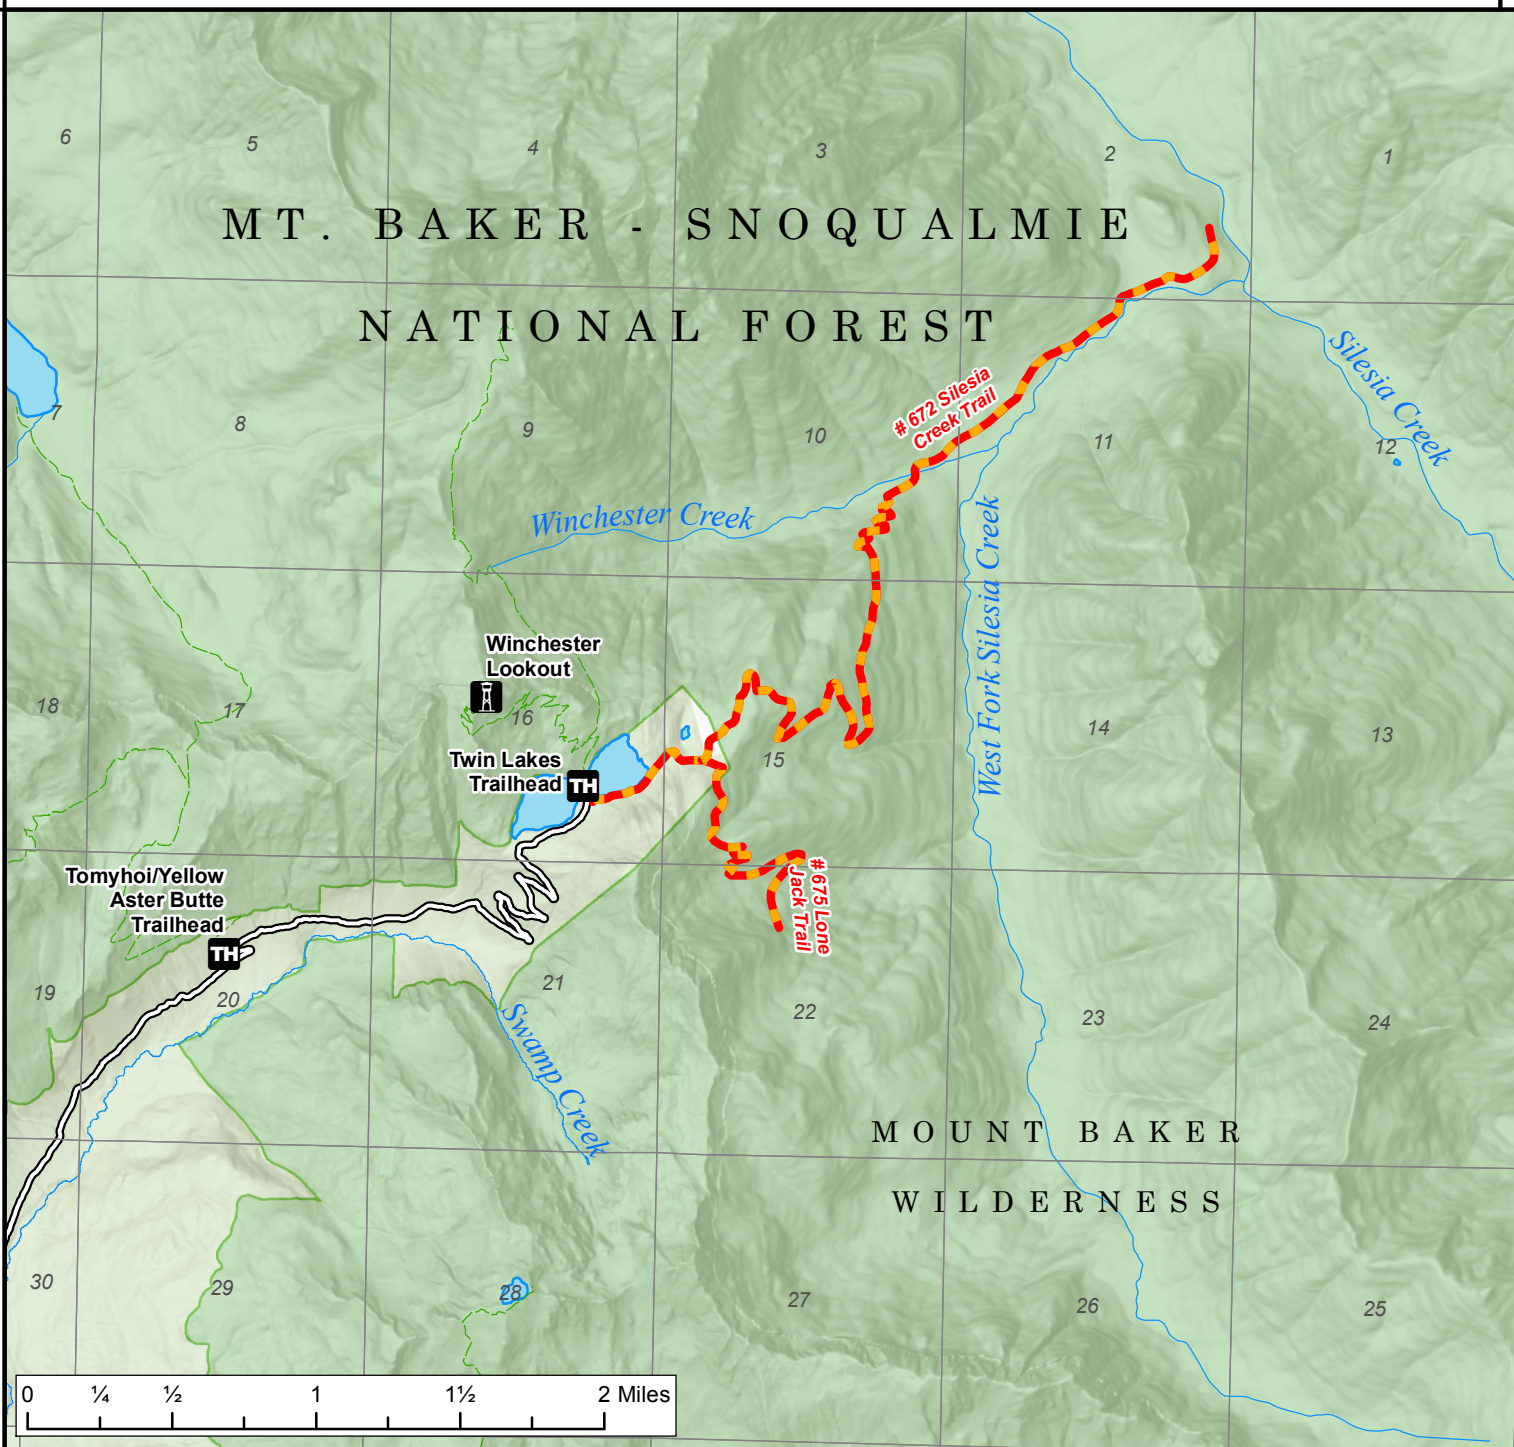 6
5
4
3
2
1
MT. BAKER - SNOQUALMIE
NATIONAL FOREST
# 672 Silesia
Creek Trail
Silesia Creek
7
8
9
10
11
12
Winchester Creek
West Fork Silesia Creek
Winchester
Lookout
18
17
16
15
14
13
Twin Lakes
Trailhead
TH
Tomyhoi/Yellow
Aster Butte
Trailhead
TH
# 675 Lone
Jack Trail
19
20
21
22
23
24
Swamp Creek
MOUNT BAKER
WILDERNESS
30
29
28
27
26
25
0 ¼ ½ 1 1½ 2 Miles